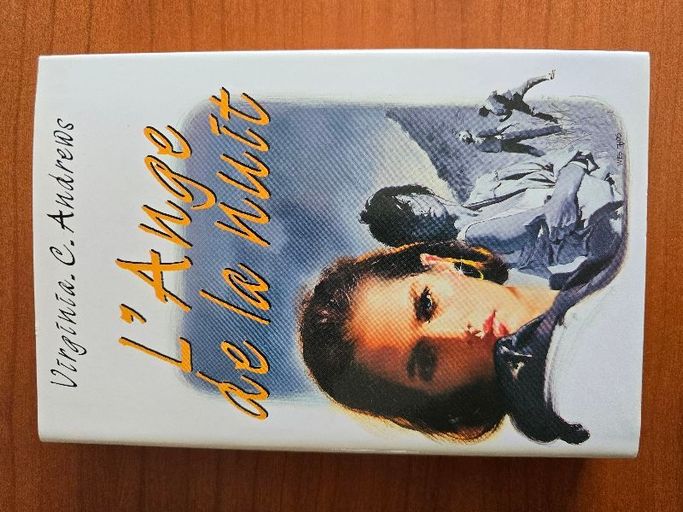 Virginia. C. Andrews
L'Ange
de la nuit